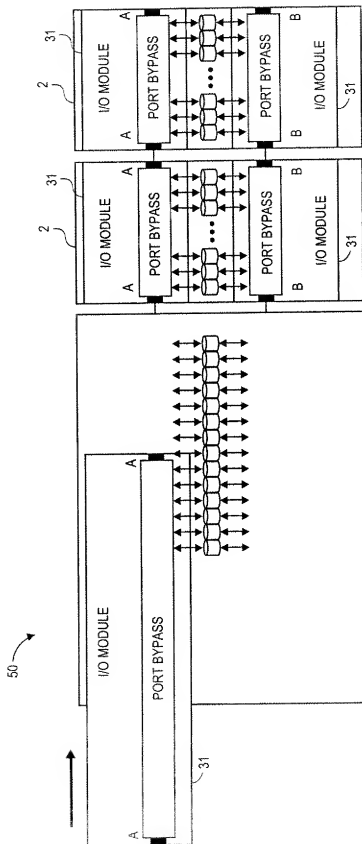 50
2 2
31 31
I/O MODULE I/O MODULE I/O MODULE
A A A A A A
PORT BYPASS PORT BYPASS PORT BYPASS
31
PORT BYPASS PORT BYPASS
B B B B
I/O MODULE I/O MODULE
31 31